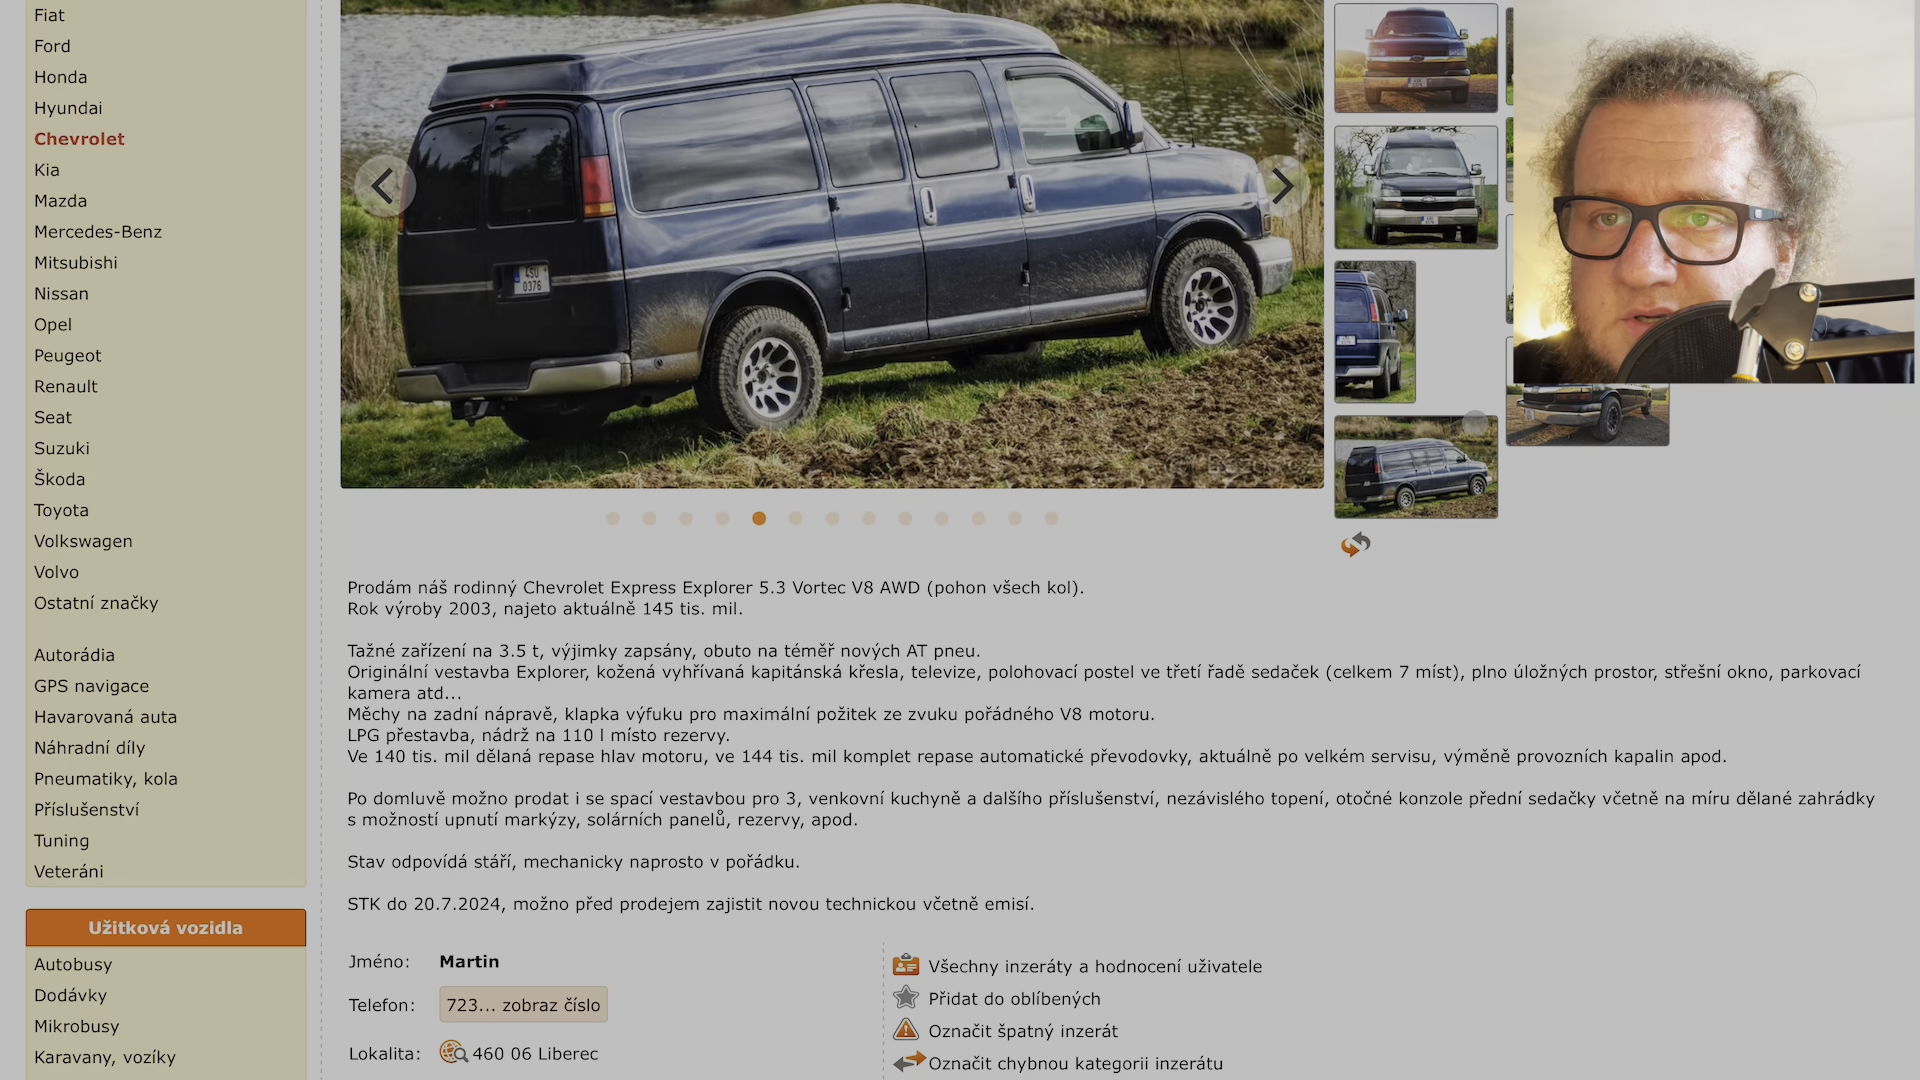 Fiat
Ford
Honda
Hyundai
Chevrolet
Kia
Mazda
Mercedes-Benz
Mitsubishi
Nissan
Opel
Peugeot
Renault
Seat
Suzuki
Škoda
Toyota
Volkswagen
Volvo
Ostatní značky
Autorádia
GPS navigace
Havarovaná auta
Náhradní díly
Pneumatiky, kola
Příslušenství
Tuning
Veteráni
Užitková vozidla
Autobusy
Dodávky
Mikrobusy
Karavany, vozíky
4SU
0376
Prodám náš rodinný Chevrolet Express Explorer 5.3 Vortec V8 AWD (pohon všech kol).
Rok výroby 2003, najeto aktuálně 145 tis. mil.
Tažné zařízení na 3.5 t, výjimky zapsány, obuto na téměř nových AT pneu.
Originální vestavba Explorer, kožená vyhřívaná kapitánská křesla, televize, polohovací postel ve třetí řadě sedaček (celkem 7 míst), plno úložných prostor, střešní okno, parkovací
kamera atd...
Měchy na zadní nápravě, klapka výfuku pro maximální požitek ze zvuku pořádného V8 motoru.
LPG přestavba, nádrž na 110 l místo rezervy.
Ve 140 tis. mil dělaná repase hlav motoru, ve 144 tis. mil komplet repase automatické převodovky, aktuálně po velkém servisu, výměně provozních kapalin apod.
Po domluvě možno prodat i se spací vestavbou pro 3, venkovní kuchyně a dalšího příslušenství, nezávislého topení, otočné konzole přední sedačky včetně na míru dělané zahrádky
s možností upnutí markýzy, solárních panelů, rezervy, apod.
Stav odpovídá stáří, mechanicky naprosto v pořádku.
STK do 20.7.2024, možno před prodejem zajistit novou technickou včetně emisí.
Jméno: Martin
Telefon: 723... zobraz číslo
Lokalita: 460 06 Liberec
Všechny inzeráty a hodnocení uživatele
Přidat do oblíbených
Označit špatný inzerát
Označit chybnou kategorii inzerátu